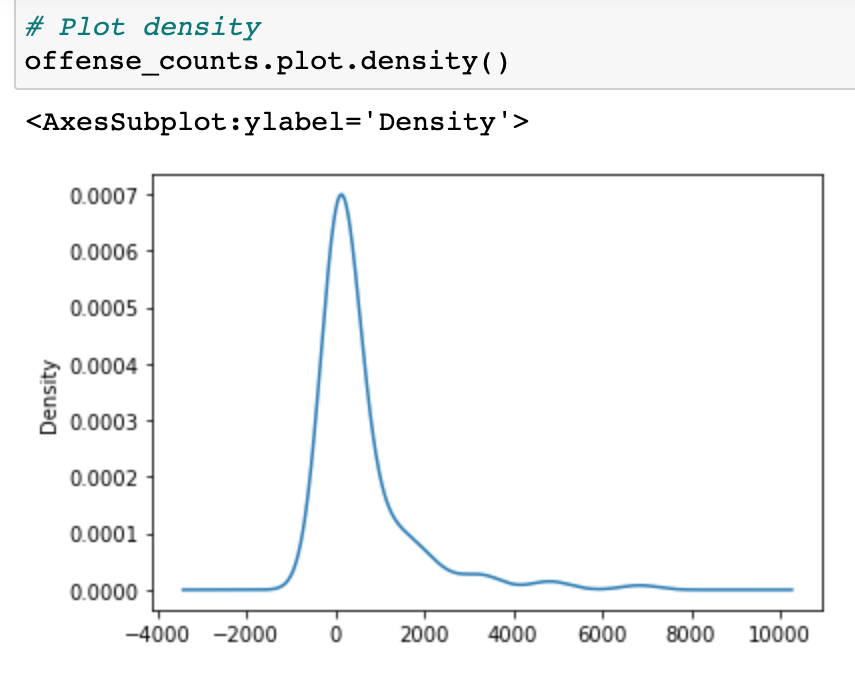 # Plot density
offense_counts.plot.density()
<AxesSubplot:ylabel='Density'>
0.0007
0.0006
0.0005
0.0004
0.0003
0.0002
0.0001
0.0000
Density
−4000 −2000 0 2000 4000 6000 8000 10000